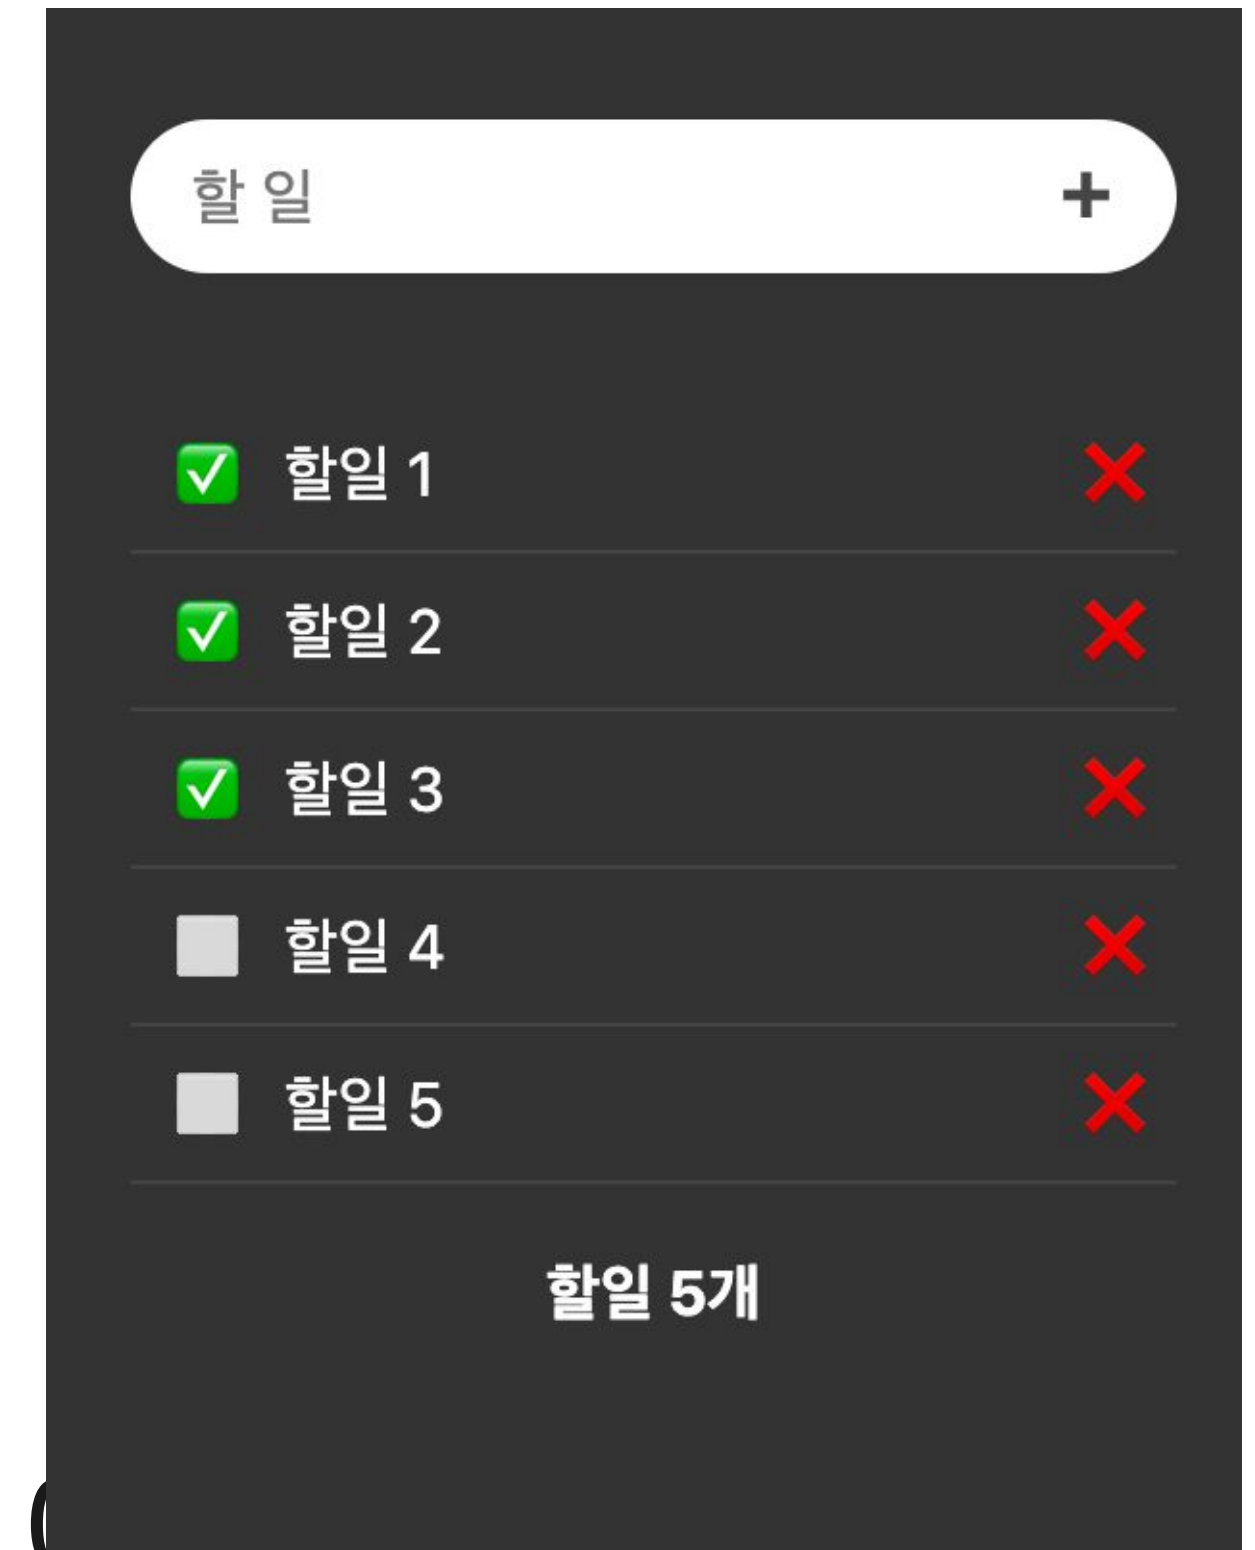 할 일 +
✅ 할일 1 ❌
✅ 할일 2 ❌
✅ 할일 3 ❌
⬜ 할일 4 ❌
⬜ 할일 5 ❌
할일 5개